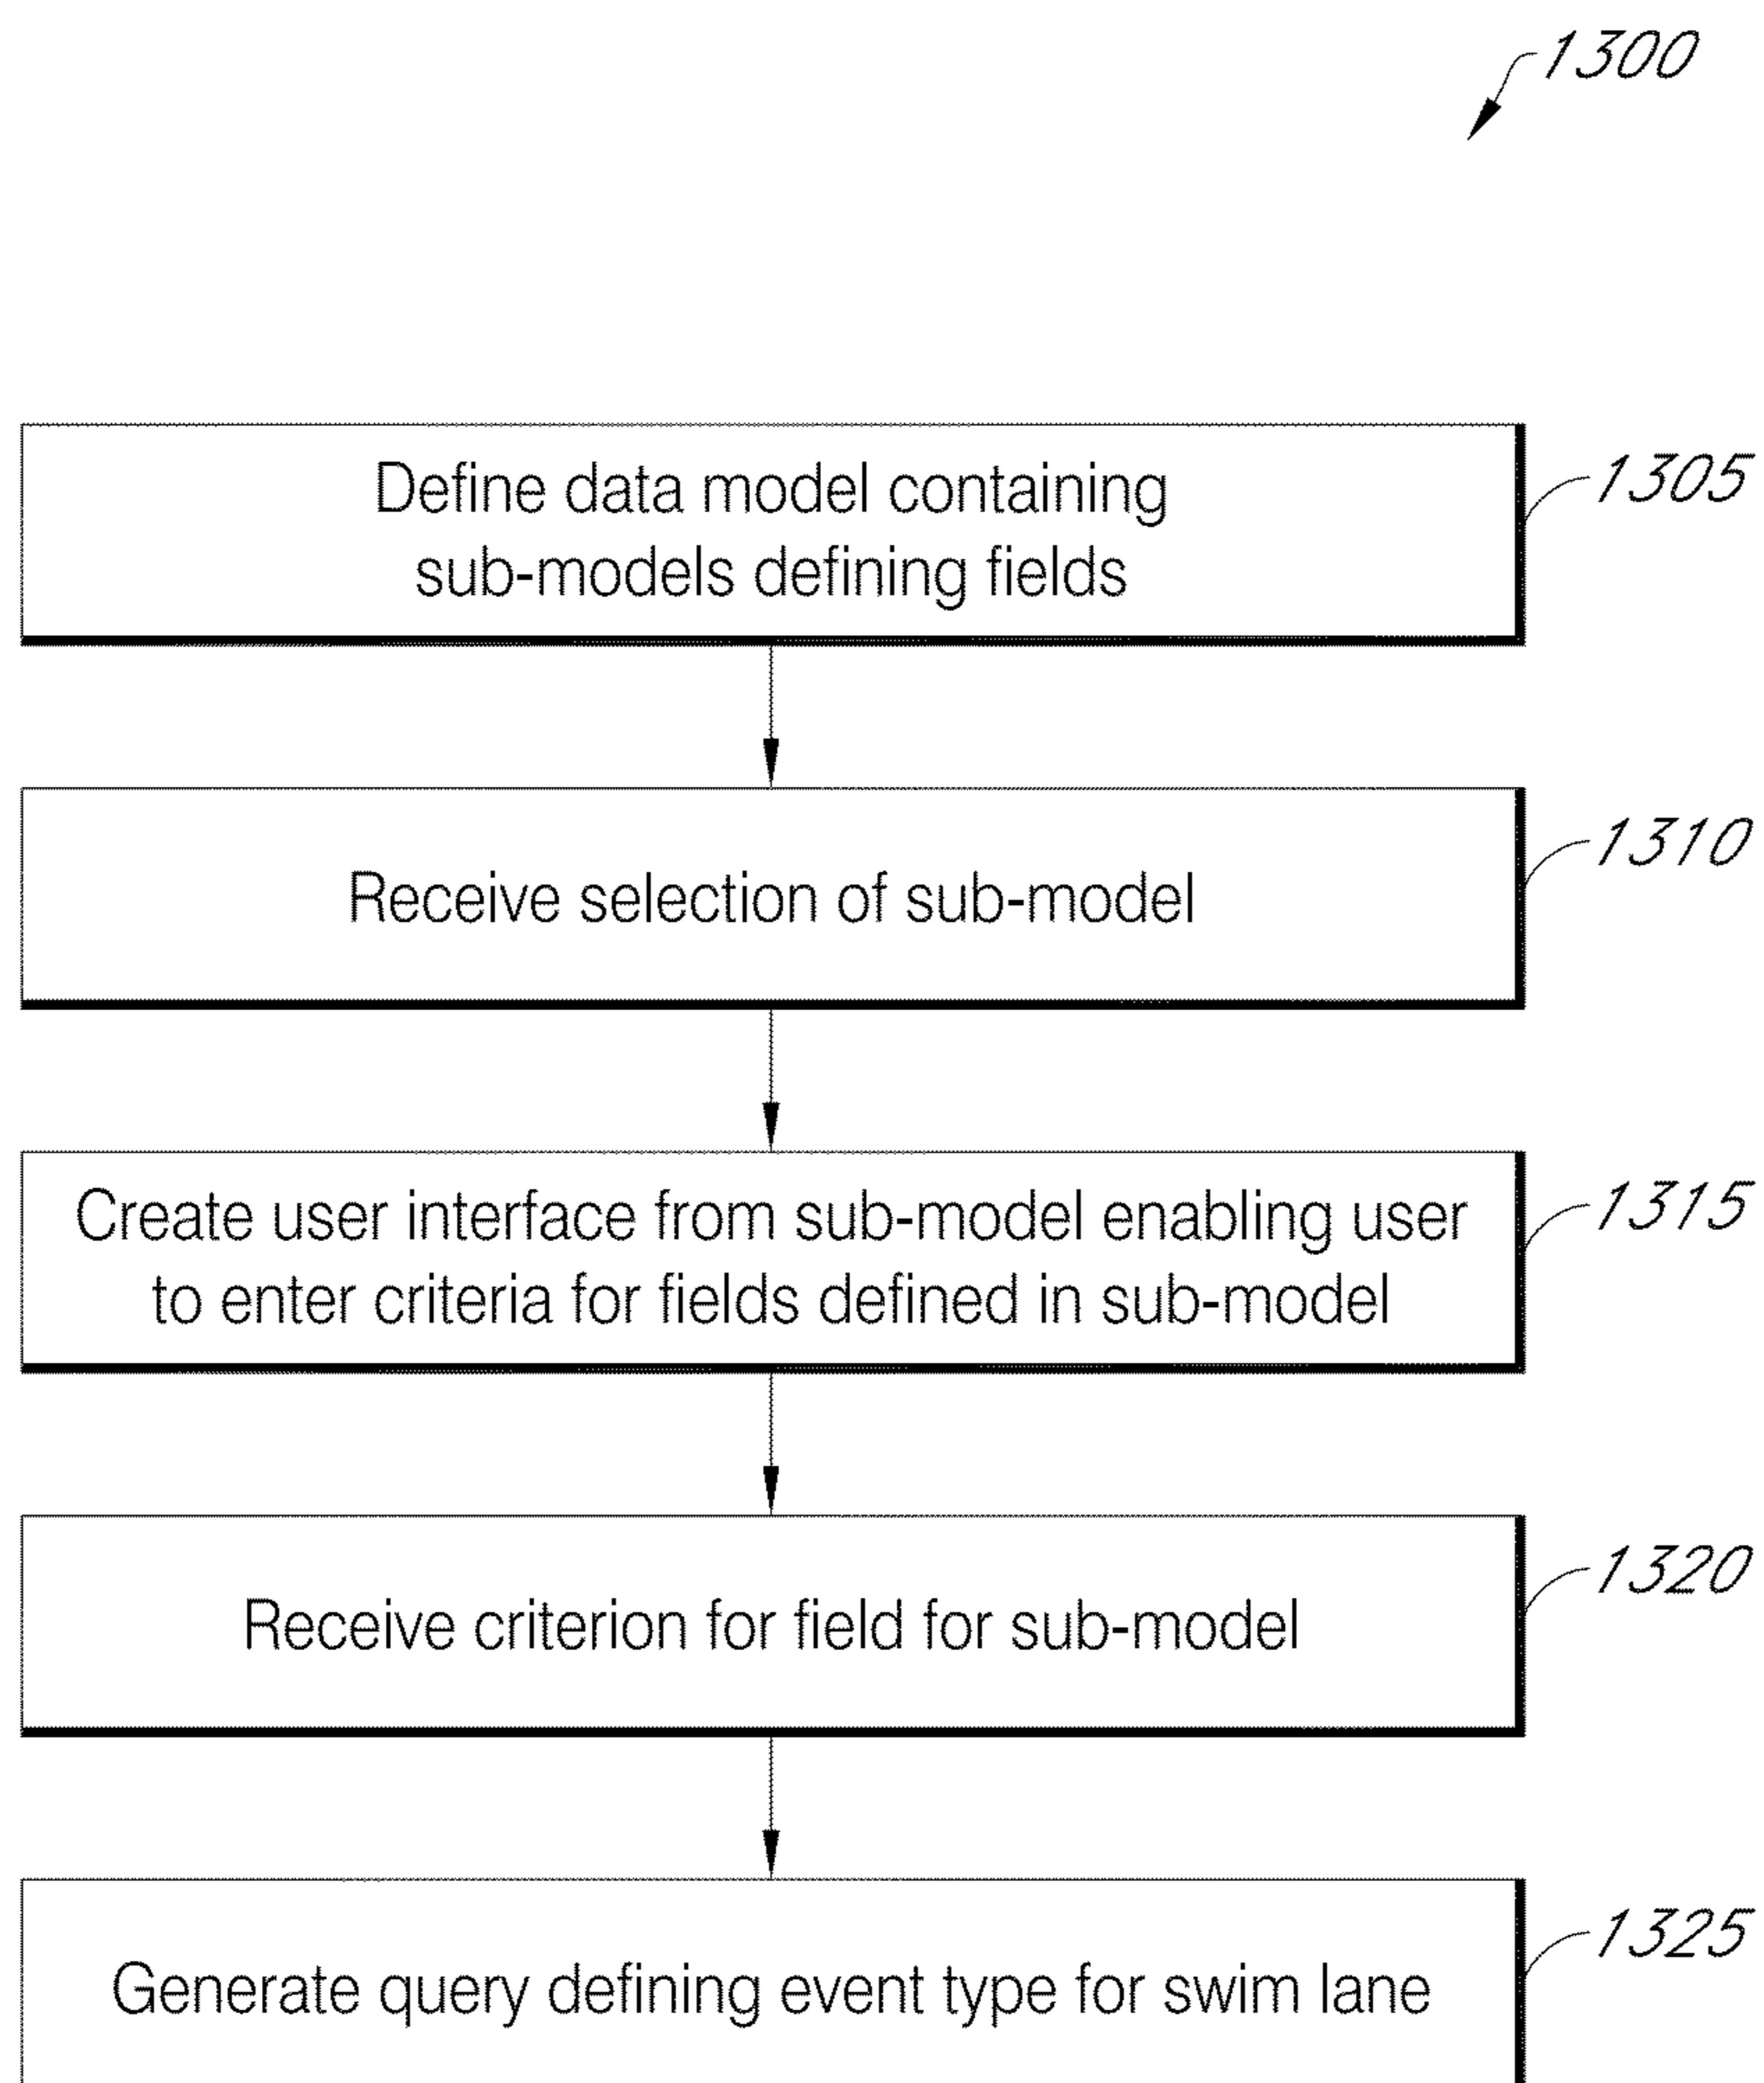 1300
Define data model containing
sub-models defining fields
1305
Receive selection of sub-model
1310
Create user interface from sub-model enabling user
to enter criteria for fields defined in sub-model
1315
Receive criterion for field for sub-model
1320
Generate query defining event type for swim lane
1325